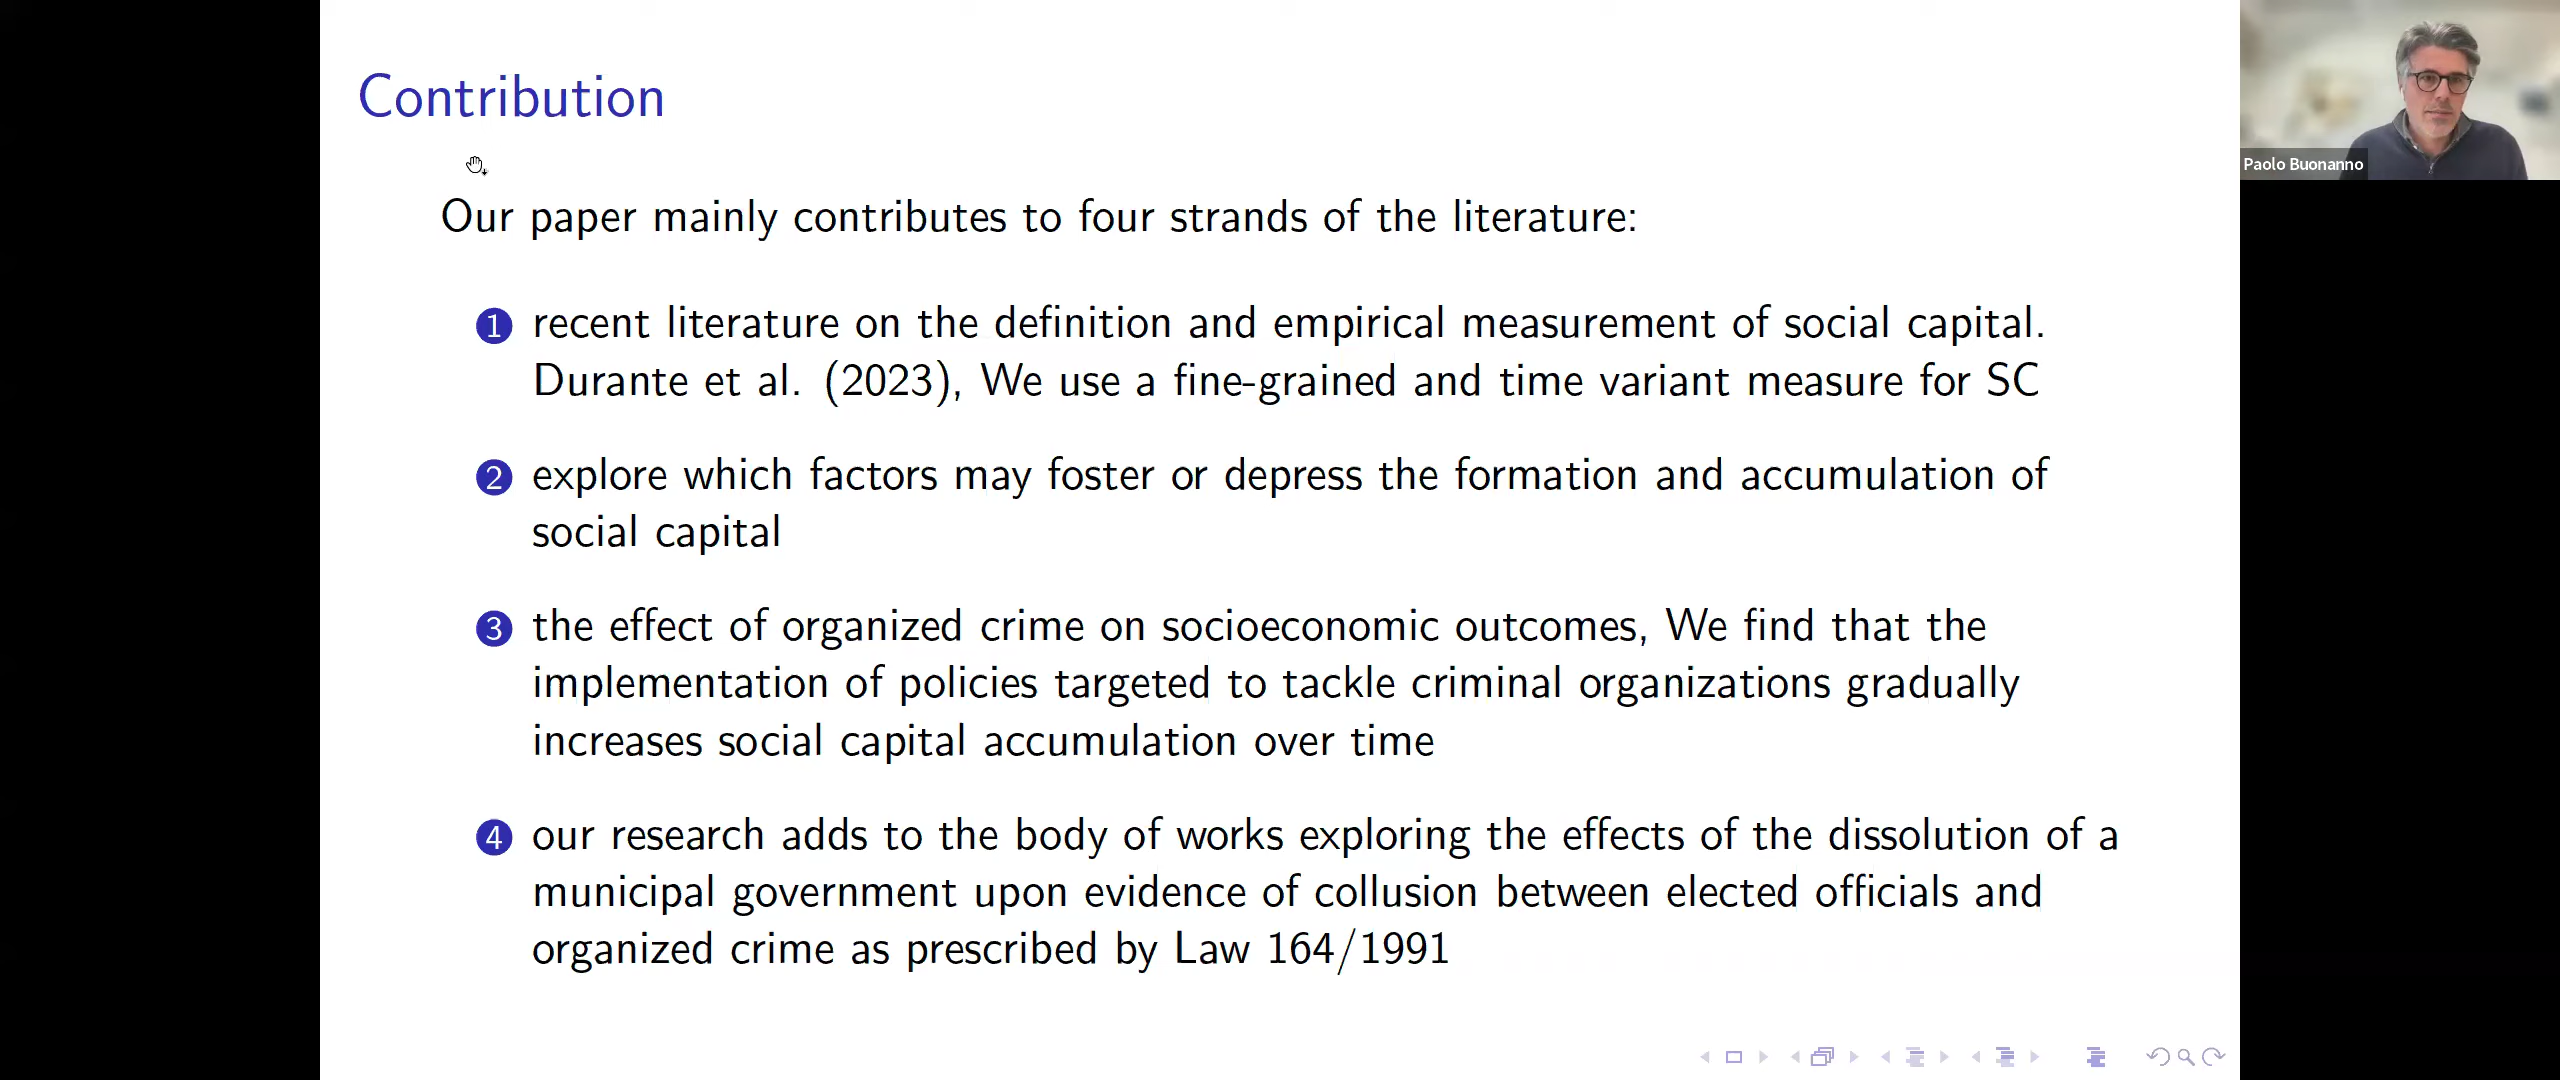 Contribution
Paolo Buonanno
Our paper mainly contributes to four strands of the literature:
1 recent literature on the definition and empirical measurement of social capital.
Durante et al. (2023), We use a fine-grained and time variant measure for SC
2 explore which factors may foster or depress the formation and accumulation of
social capital
3 the effect of organized crime on socioeconomic outcomes, We find that the
implementation of policies targeted to tackle criminal organizations gradually
increases social capital accumulation over time
4 our research adds to the body of works exploring the effects of the dissolution of a
municipal government upon evidence of collusion between elected officials and
organized crime as prescribed by Law 164/1991